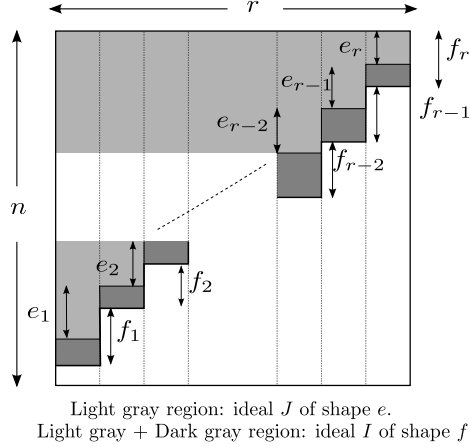 r
e_r
f_r
e_{r-1}
f_{r-1}
e_{r-2}
f_{r-2}
n
e_2
f_2
e_1
f_1
Light gray region: ideal J of shape e.
Light gray + Dark gray region: ideal I of shape f